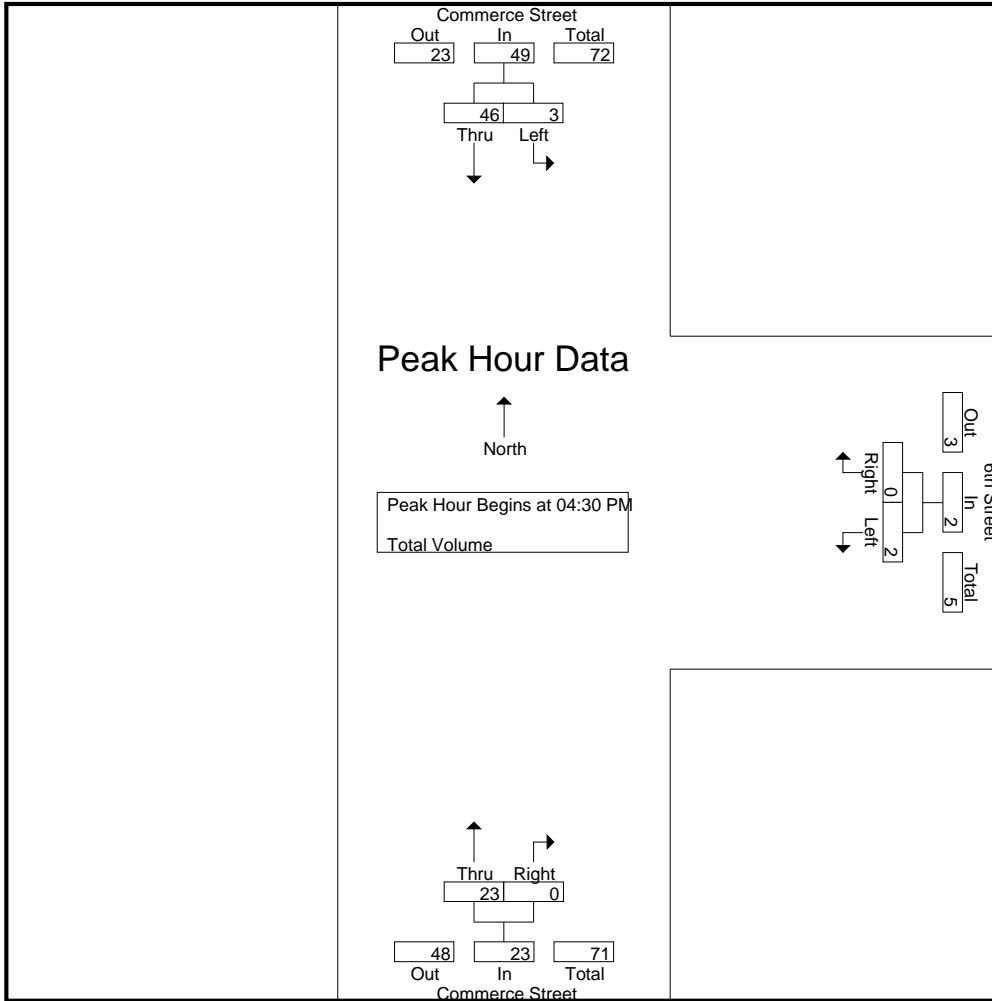 Commerce Street
Out In Total
23 49 72
46 3
Thru Left
Peak Hour Data
North
Peak Hour Begins at 04:30 PM
Total Volume
Right Left
0 2
Out In Total
3 2 5
6th Street
Thru Right
23 0
48 23 71
Out In Total
Commerce Street